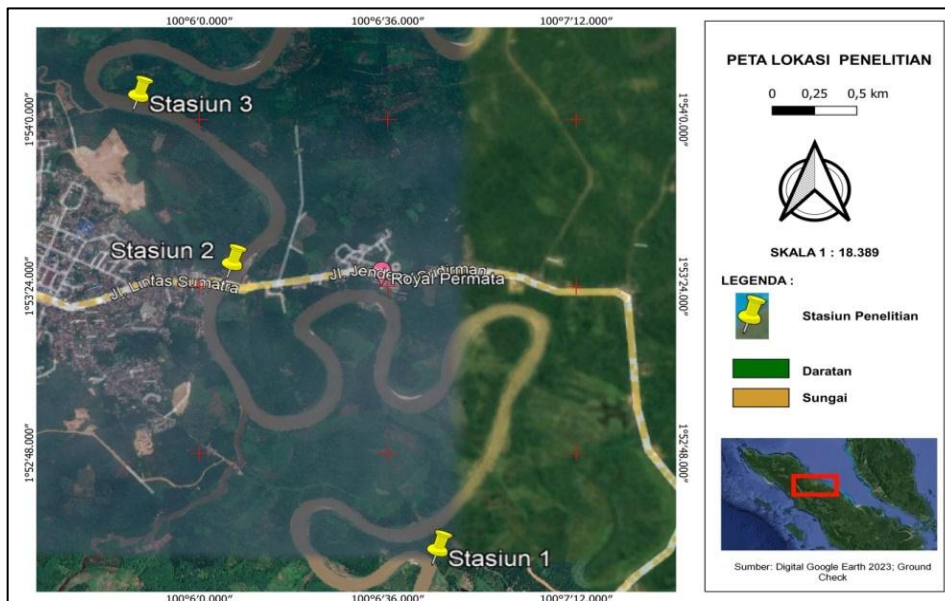 100°6'0.000"
100°6'36.000"
100°7'12.000"
1°54'0.000"
1°53'24.000"
1°52'48.000"
Stasiun 3
Stasiun 2
Jl. Linfas Sumatra
Jl. Jende
dirman
Royal Permata
Stasiun 1
1°54'0.000"
1°53'24.000"
1°52'48.000"
100°6'0.000"
100°6'36.000"
100°7'12.000"
PETA LOKASI PENELITIAN
0 0,25 0,5 km
SKALA 1 : 18.389
LEGENDA :
Stasiun Penelitian
Daratan
Sungai
Sumber: Digital Google Earth 2023; Ground
Check